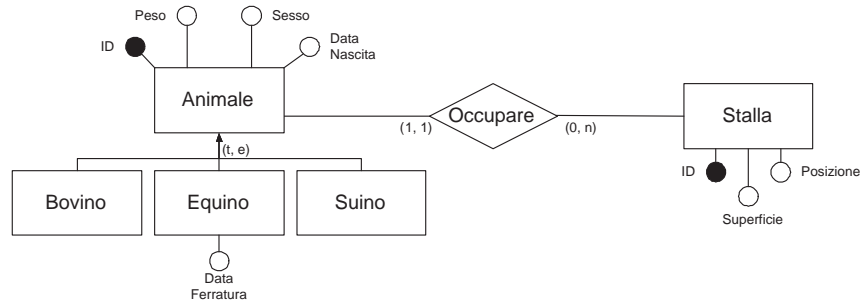 Peso
Sesso
ID
Data
Nascita
Animale
Occupare
Stalla
(1, 1)
(0, n)
(t, e)
ID
Posizione
Superficie
Bovino
Equino
Suino
Data
Ferratura